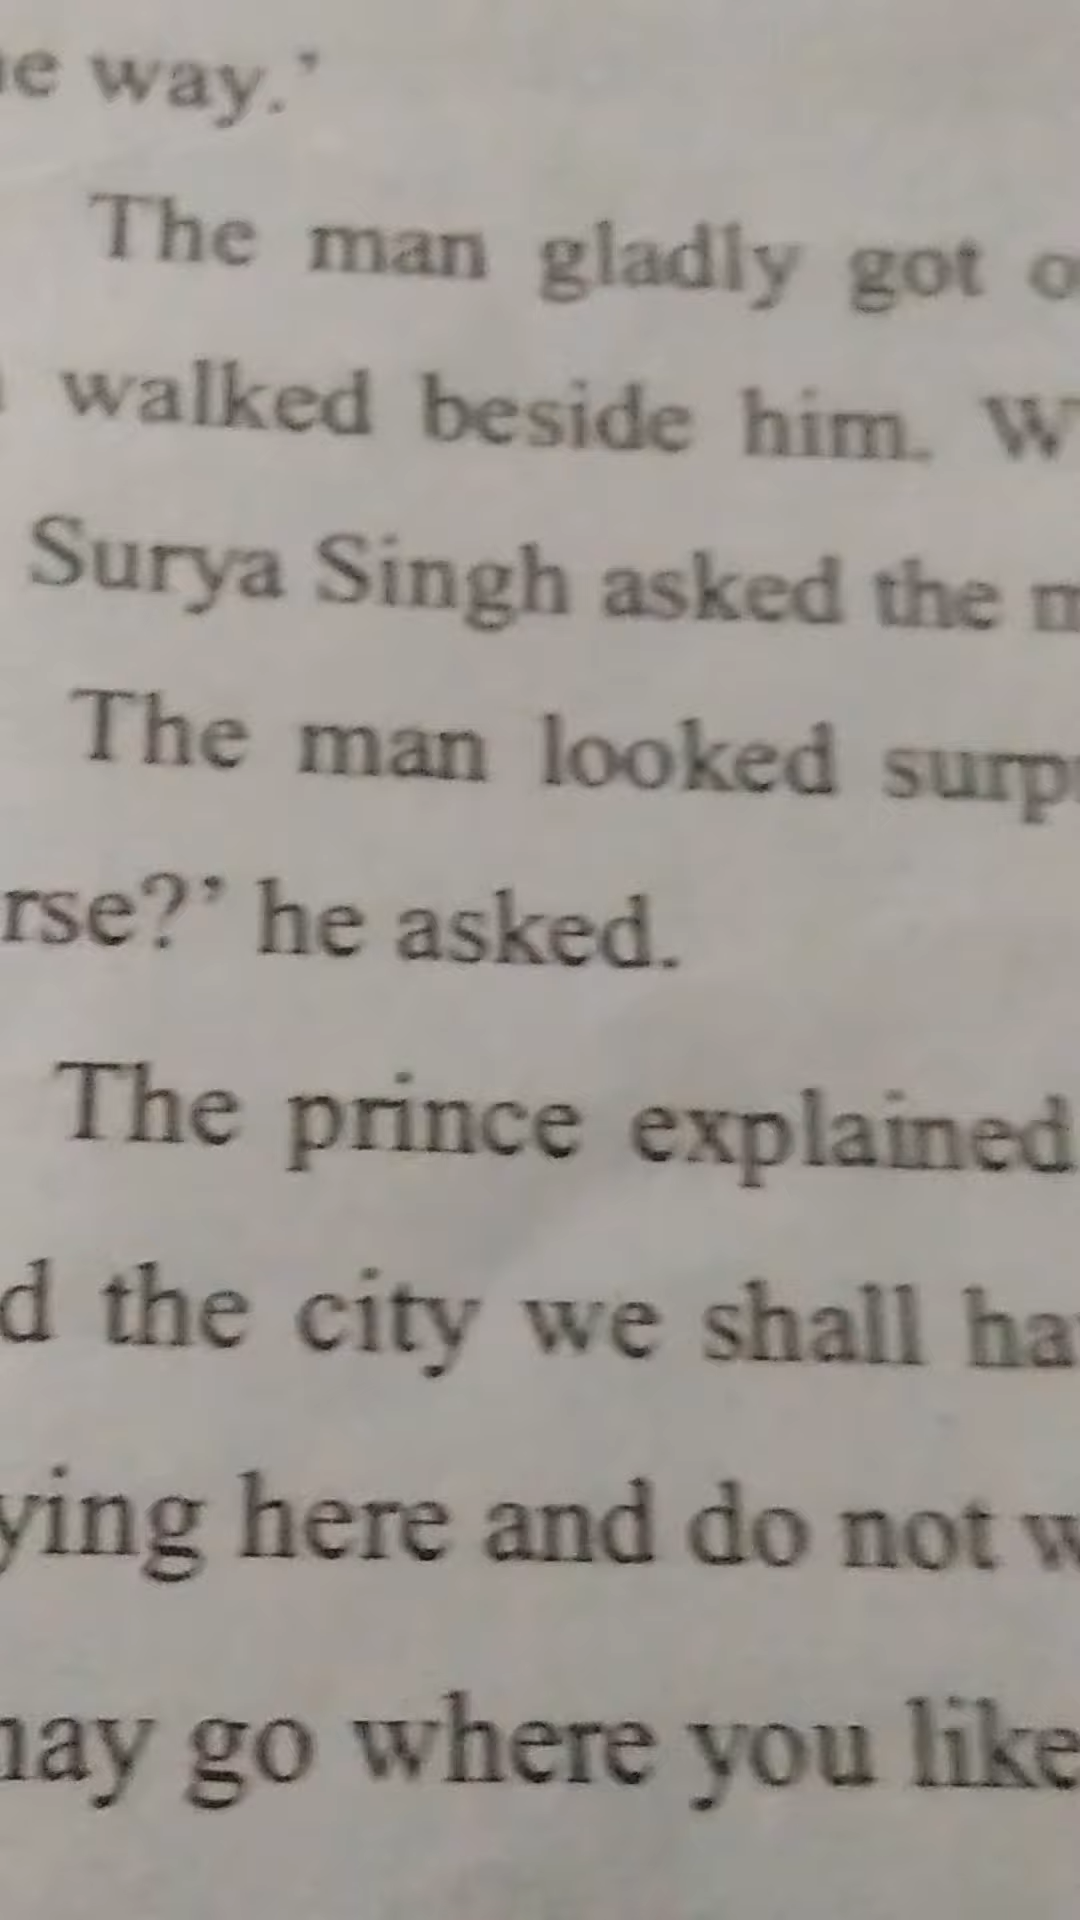 e way.'
The man gladly got o
walked beside him. W
Surya Singh asked the m
The man looked surp
rse?' he asked.
The prince explained
d the city we shall ha
ying here and do not w
may go where you like